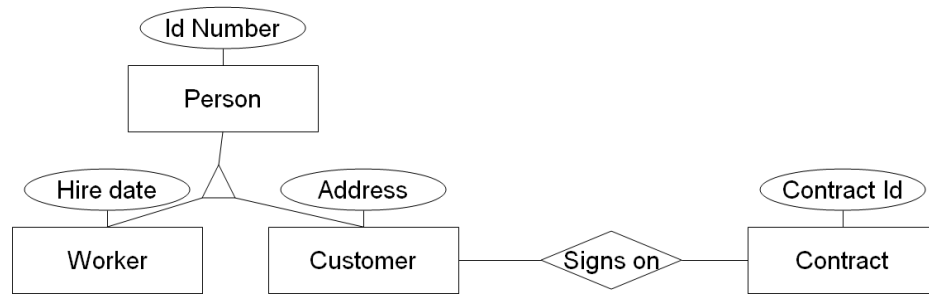 Id Number
Person
Hire date
Address
Contract Id
Worker
Customer
Signs on
Contract